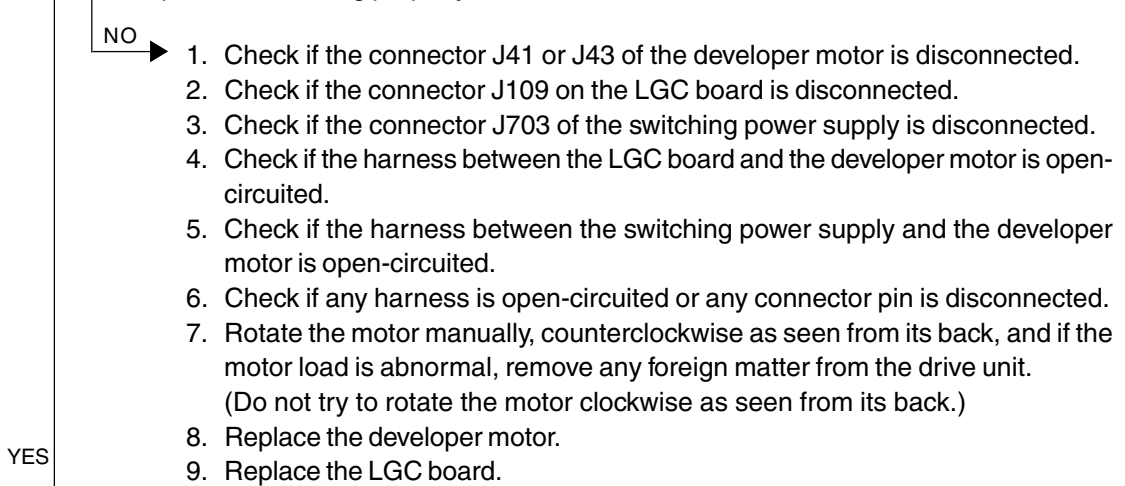 NO
1. Check if the connector J41 or J43 of the developer motor is disconnected.
2. Check if the connector J109 on the LGC board is disconnected.
3. Check if the connector J703 of the switching power supply is disconnected.
4. Check if the harness between the LGC board and the developer motor is open-
circuited.
5. Check if the harness between the switching power supply and the developer
motor is open-circuited.
6. Check if any harness is open-circuited or any connector pin is disconnected.
7. Rotate the motor manually, counterclockwise as seen from its back, and if the
motor load is abnormal, remove any foreign matter from the drive unit.
(Do not try to rotate the motor clockwise as seen from its back.)
8. Replace the developer motor.
YES
9. Replace the LGC board.